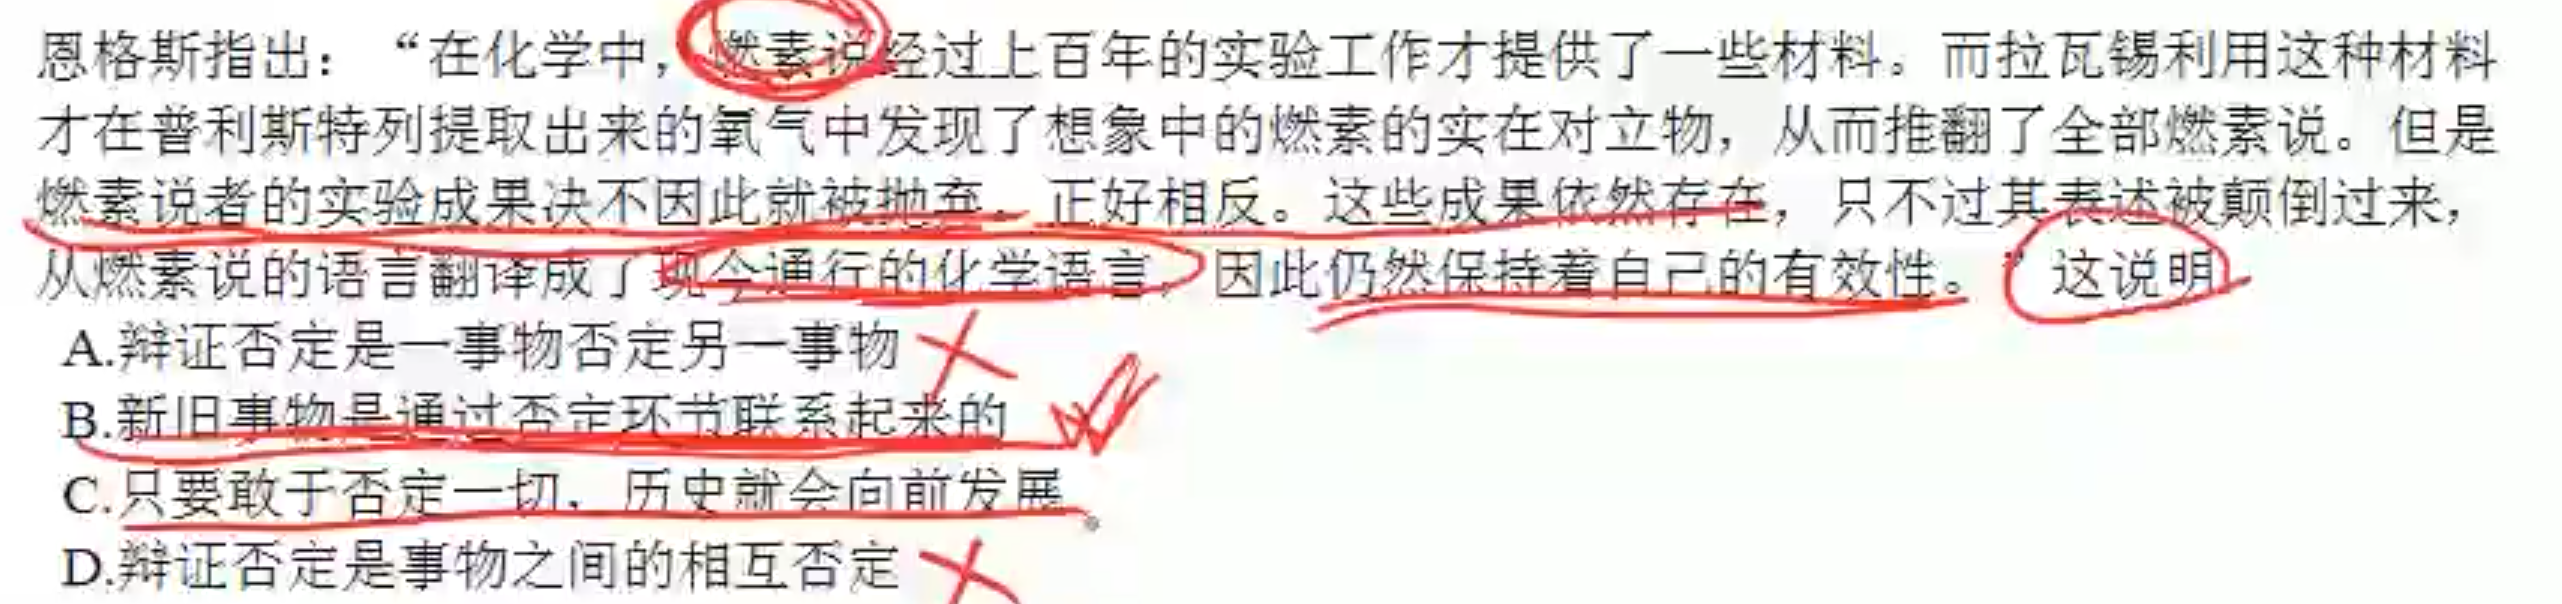 恩格斯指出：“在化学中，燃素说经过上百年的实验工作才提供了一些材料。而拉瓦锡利用这种材料
才在普利斯特列提取出来的氧气中发现了想象中的燃素的实在对立物，从而推翻了全部燃素说。但是
燃素说者的实验成果决不因此就被抛弃，正好相反。这些成果依然存在，只不过其表述被颠倒过来，
从燃素说的语言翻译成了现今通行的化学语言，因此仍然保持着自己的有效性。”这说明
A.辩证否定是一事物否定另一事物
B.新旧事物是通过否定环节联系起来的
C.只要敢于否定一切，历史就会向前发展
D.辩证否定是事物之间的相互否定